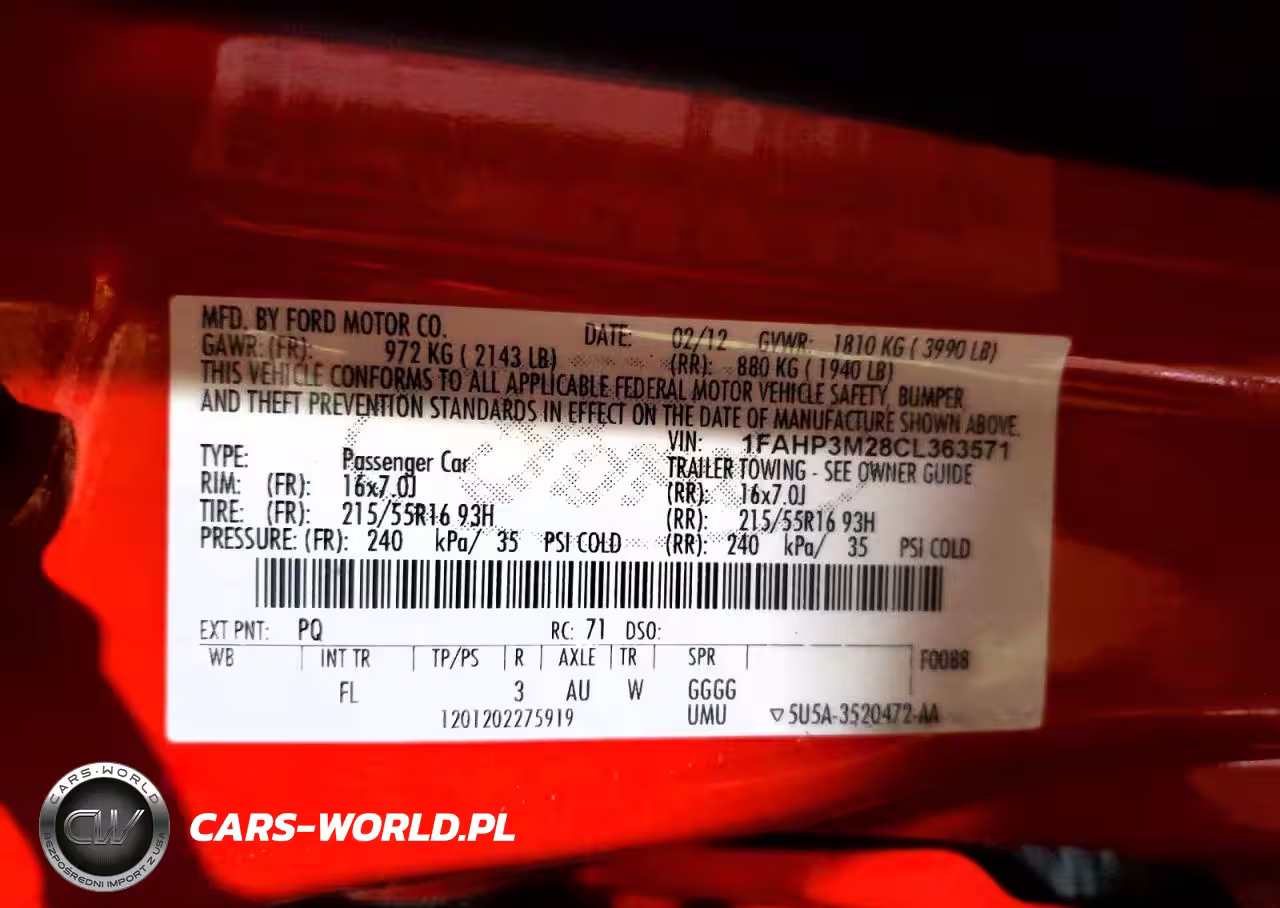 MFD. BY FORD MOTOR CO. DATE: 02/12 GVWR: 1810 KG ( 3990 LB)
GAWR: (FR): 972 KG ( 2143 LB) (RR): 880 KG ( 1940 LB)
THIS VEHICLE CONFORMS TO ALL APPLICABLE FEDERAL MOTOR VEHICLE SAFETY, BUMPER
AND THEFT PREVENTION STANDARDS IN EFFECT ON THE DATE OF MANUFACTURE SHOWN ABOVE.
VIN: 1FAHP3M28CL363571
TYPE: Passenger Car TRAILER TOWING - SEE OWNER GUIDE
RIM: (FR): 16x7.0J (RR): 16x7.0J
TIRE: (FR): 215/55R16 93H (RR): 215/55R16 93H
PRESSURE: (FR): 240 kPa/ 35 PSI COLD (RR): 240 kPa/ 35 PSI COLD
EXT PNT: PQ RC: 71 DSO:
WB INT TR TP/PS R AXLE TR SPR F0088
FL 3 AU W GGGG
1201202275919 UMU ▽5U5A-3520472-AA
CARS-WORLD
CW
BEZPOŚREDNI IMPORT Z USA
CARS-WORLD.PL